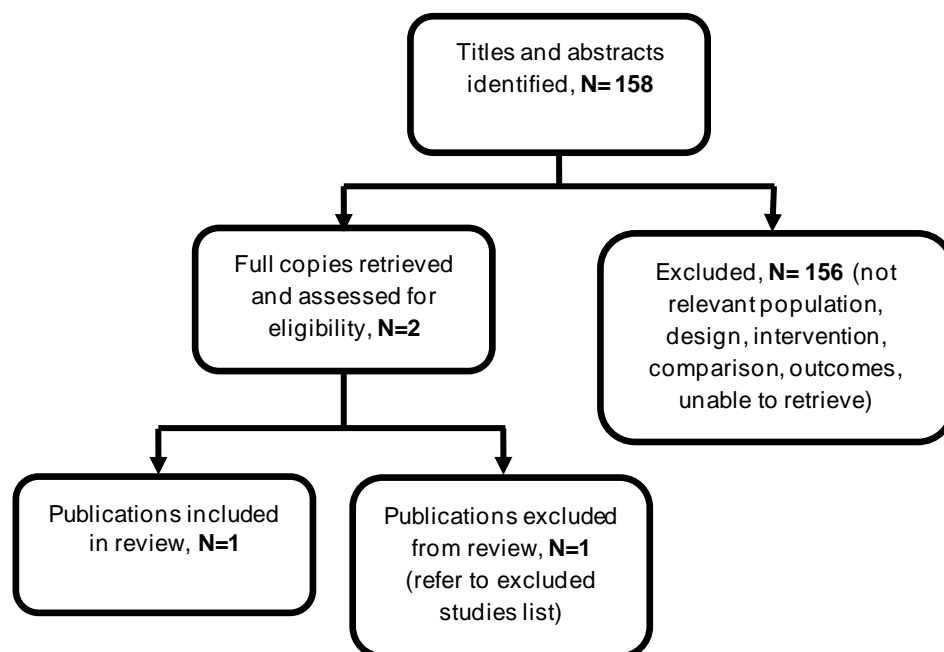 Titles and abstracts
identified, N= 158
Full copies retrieved
and assessed for
eligibility, N=2
Excluded, N= 156 (not
relevant population,
design, intervention,
comparison, outcomes,
unable to retrieve)
Publications included
in review, N=1
Publications excluded
from review, N=1
(refer to excluded
studies list)